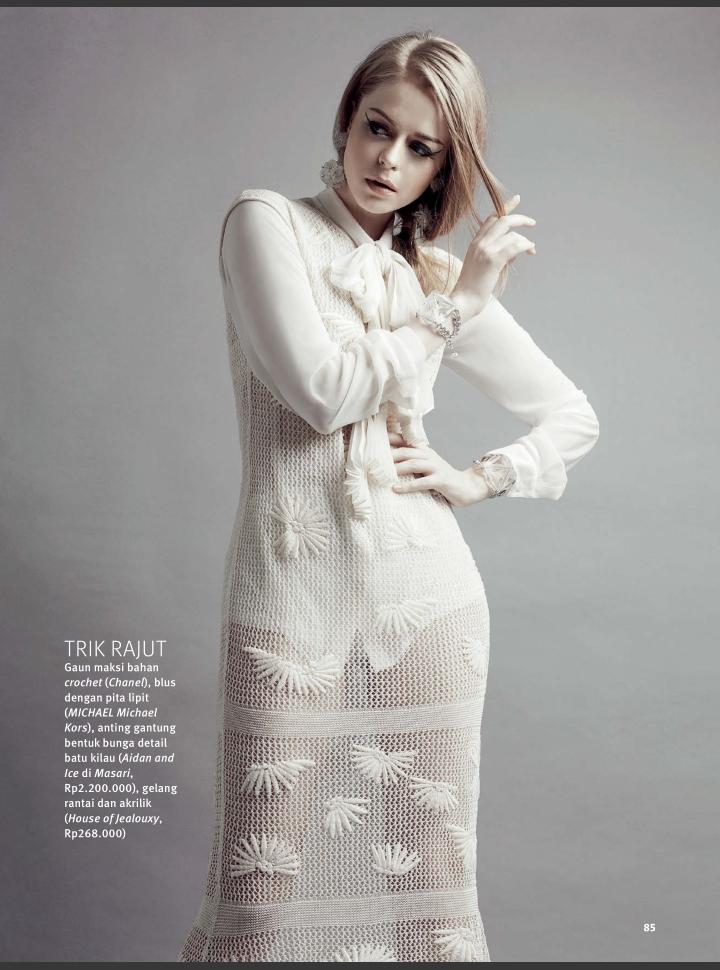 TRIK RAJUT
Gaun maksi bahan
crochet (Chanel), blus
dengan pita lipit
(MICHAEL Michael
Kors), anting gantung
bentuk bunga detail
batu kilau (Aidan and
Ice di Masari,
Rp2.200.000), gelang
rantai dan akrilik
(House of Jealouxy,
Rp268.000)
85